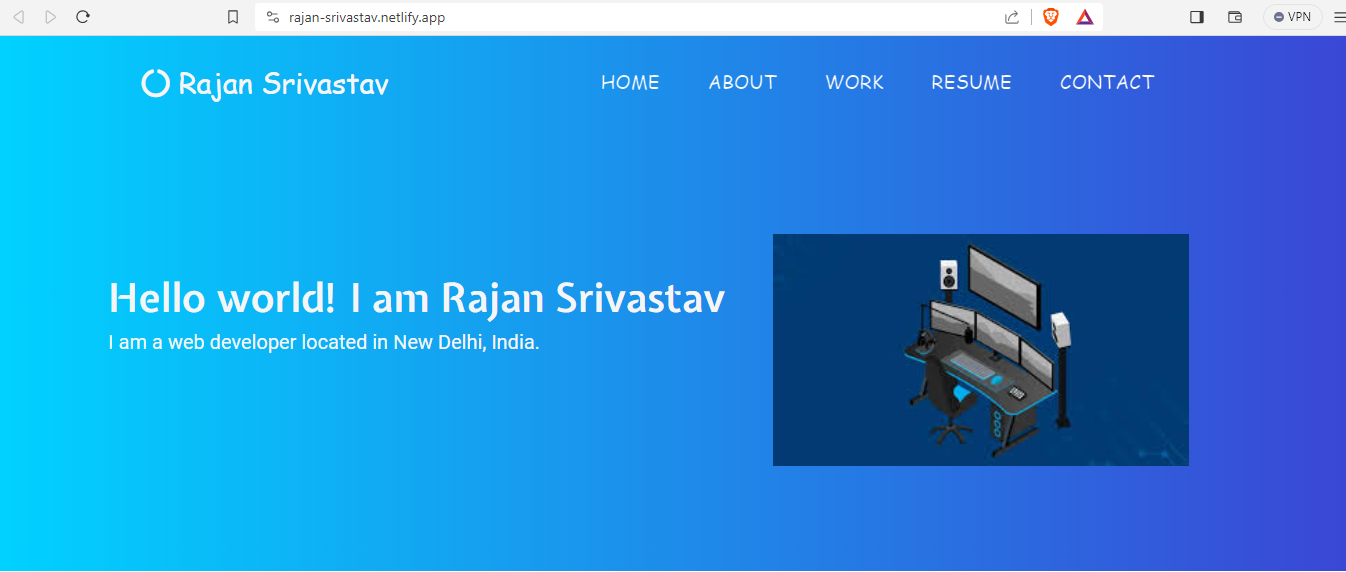 rajan-srivastav.netlify.app
VPN
Rajan Srivastav
HOME ABOUT WORK RESUME CONTACT
Hello world! I am Rajan Srivastav
I am a web developer located in New Delhi, India.